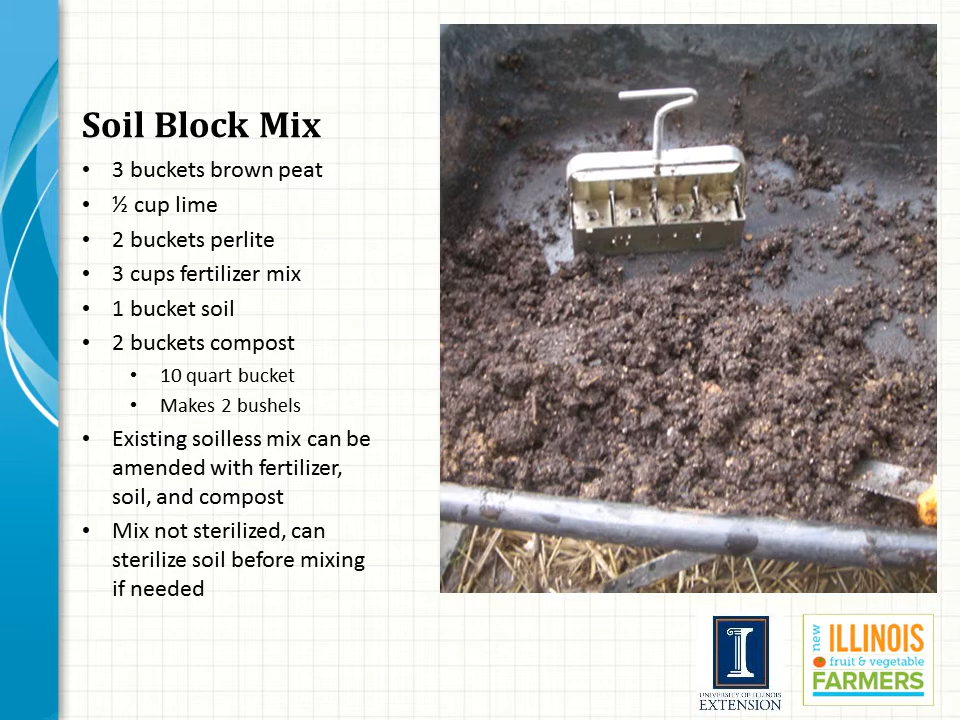 Soil Block Mix
• 3 buckets brown peat
• ½ cup lime
• 2 buckets perlite
• 3 cups fertilizer mix
• 1 bucket soil
• 2 buckets compost
• 10 quart bucket
• Makes 2 bushels
• Existing soilless mix can be
amended with fertilizer,
soil, and compost
• Mix not sterilized, can
sterilize soil before mixing
if needed
I
UNIVERSITY OF ILLINOIS
EXTENSION
new
ILLINOIS
fruit & vegetable
FARMERS